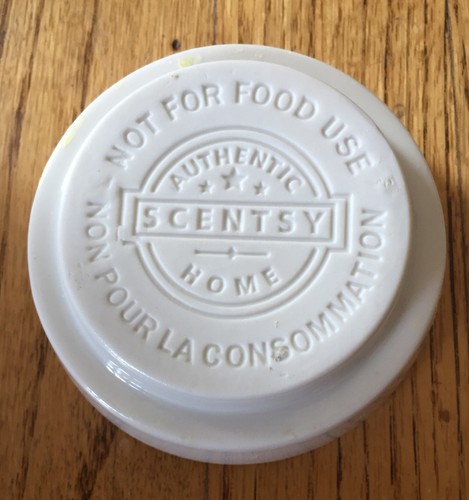 NOT FOR FOOD USE
AUTHENTIC
SCENTSY
HOME
NON POUR LA CONSOMMATION